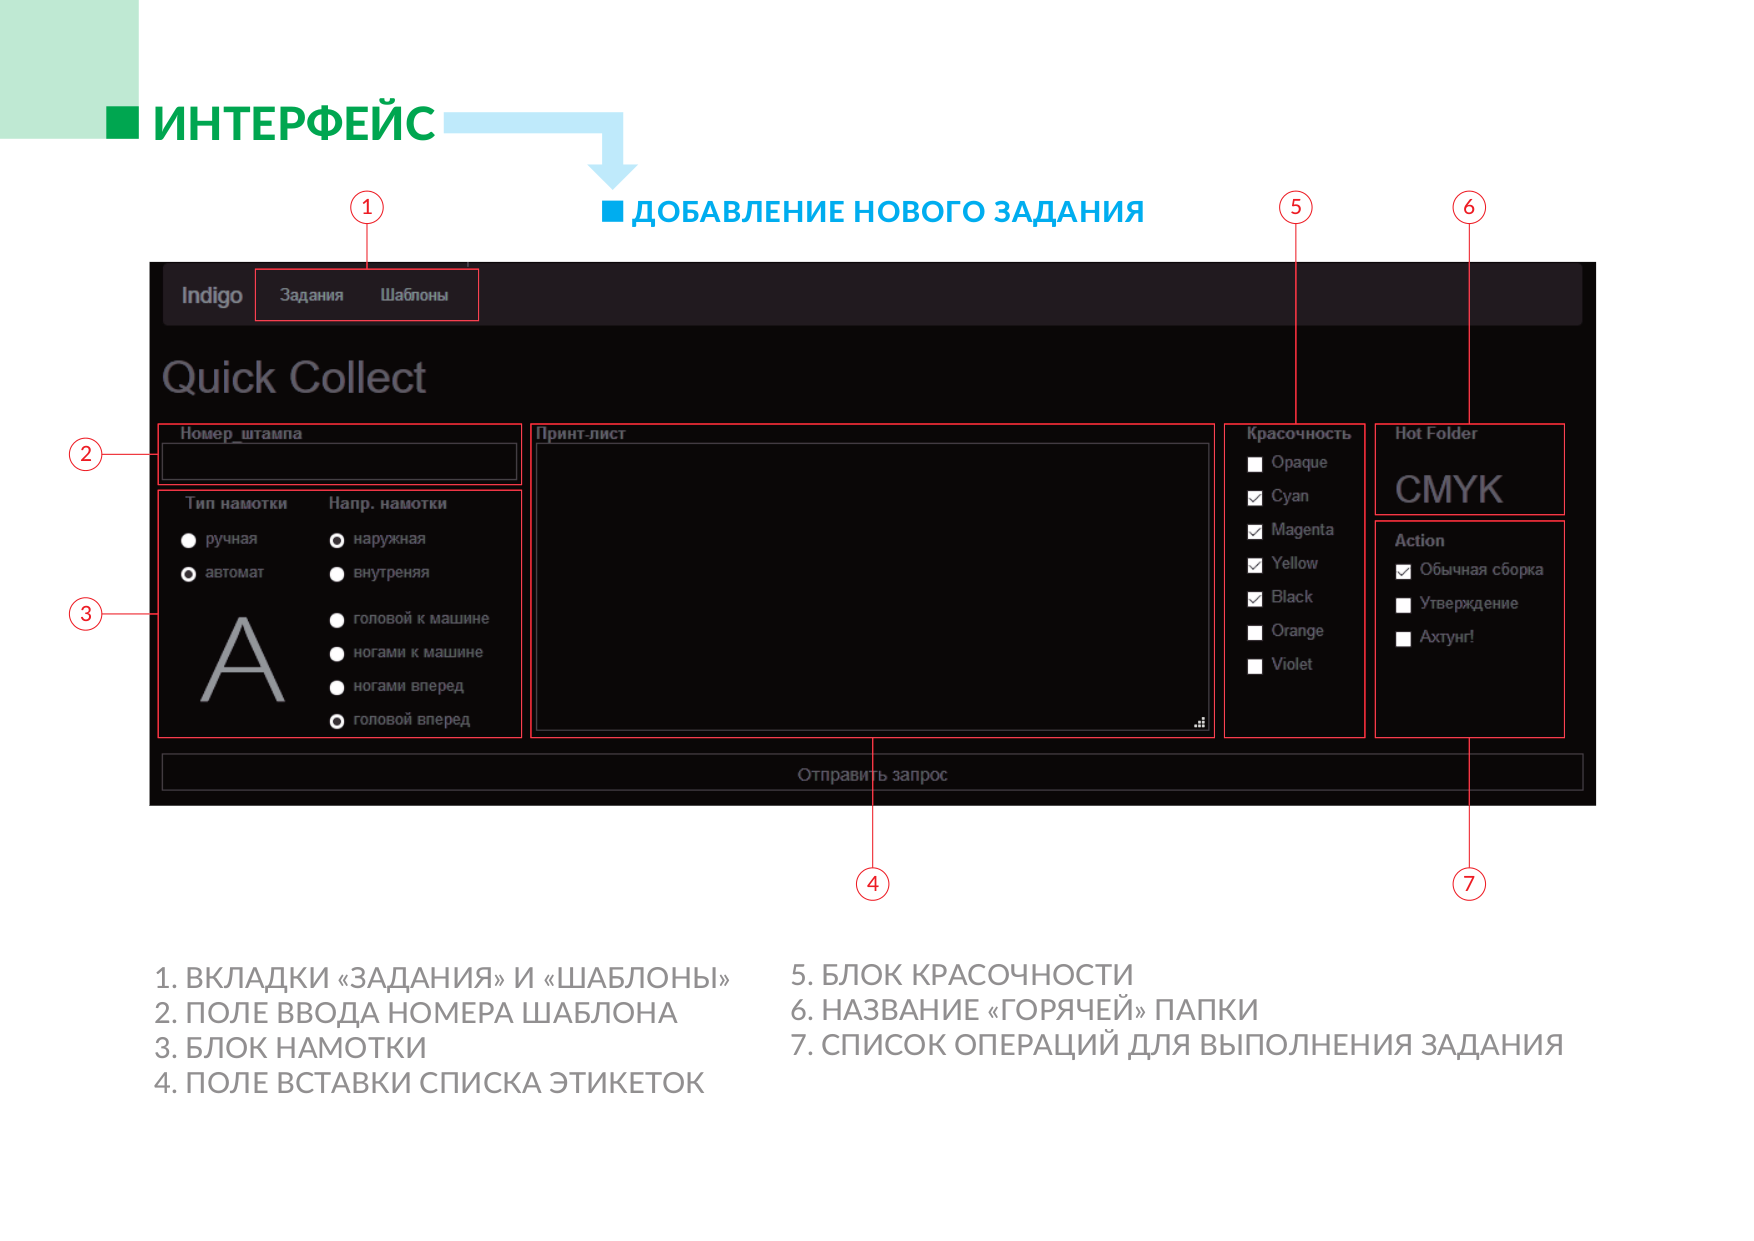 ИНТЕРФЕЙС
ДОБАВЛЕНИЕ НОВОГО ЗАДАНИЯ
1
5
6
Indigo Задания Шаблоны
Quick Collect
2
Номер_штампа
Тип намотки Напр. намотки
ручная наружная
автомат внутреняя
3
головой к машине
A
ногами к машине
ногами вперед
головой вперед
Принт-лист
Красочность
Opaque
Cyan
Magenta
Yellow
Black
Orange
Violet
Hot Folder
CMYK
Action
Обычная сборка
Утверждение
Ахтунг!
Отправить запрос
4
7
1. ВКЛАДКИ «ЗАДАНИЯ» И «ШАБЛОНЫ»
2. ПОЛЕ ВВОДА НОМЕРА ШАБЛОНА
3. БЛОК НАМОТКИ
4. ПОЛЕ ВСТАВКИ СПИСКА ЭТИКЕТОК
5. БЛОК КРАСОЧНОСТИ
6. НАЗВАНИЕ «ГОРЯЧЕЙ» ПАПКИ
7. СПИСОК ОПЕРАЦИЙ ДЛЯ ВЫПОЛНЕНИЯ ЗАДАНИЯ